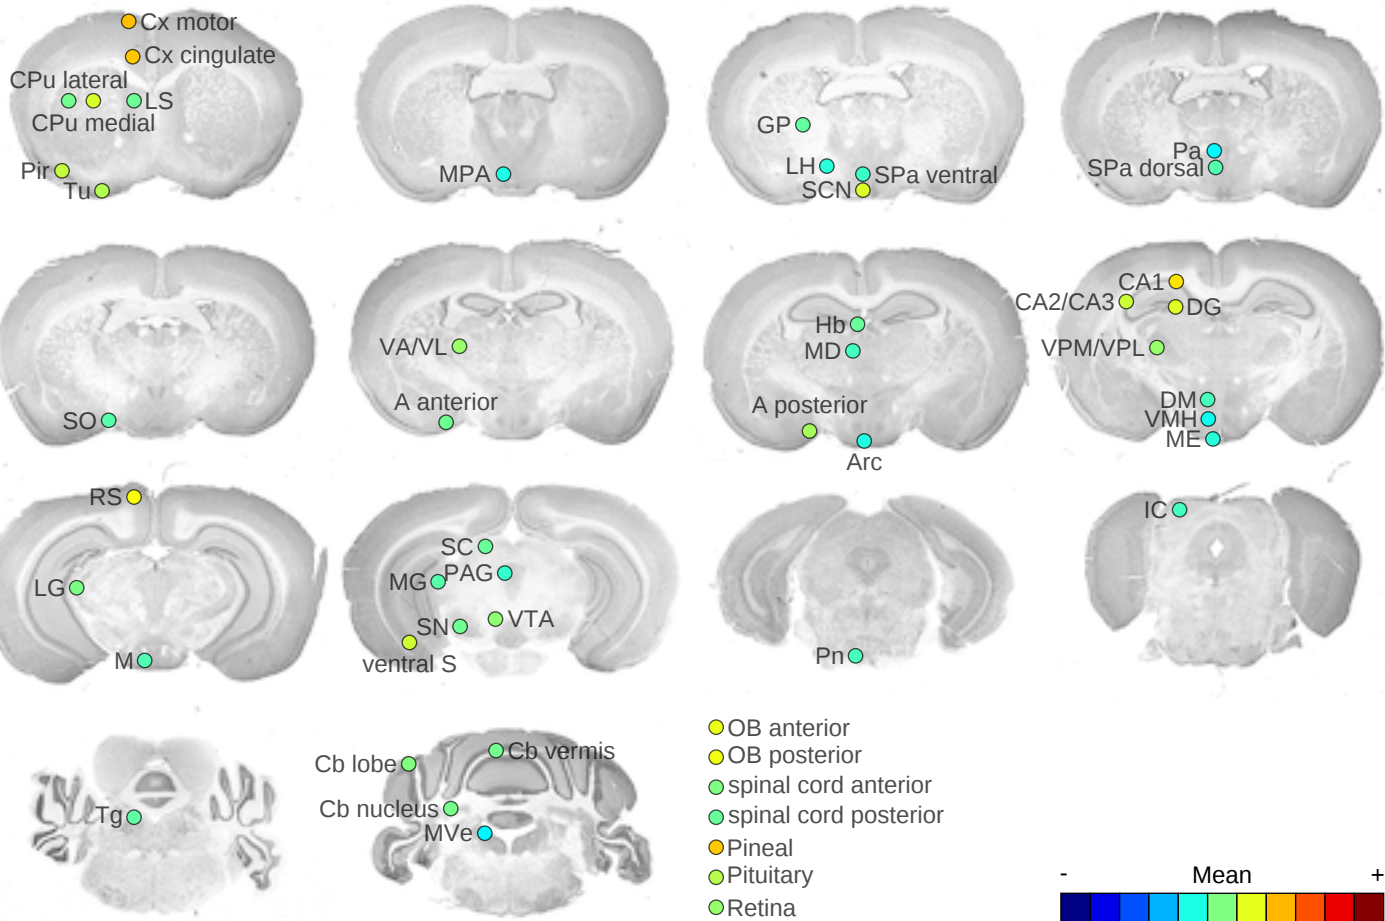 Cx motor
Cx cingulate
CPu lateral
LS
CPu medial
Pir
Tu
MPA
GP
LH
SPa ventral
SCN
Pa
SPa dorsal
SO
VA/VL
A anterior
Hb
MD
A posterior
Arc
CA1
CA2/CA3
DG
VPM/VPL
DM
VMH
ME
RS
LG
M
SC
MG
PAG
SN
VTA
ventral S
Pn
IC
Tg
Cb lobe
Cb vermis
Cb nucleus
MVe
OB anterior
OB posterior
spinal cord anterior
spinal cord posterior
Pineal
Pituitary
Retina
- Mean +